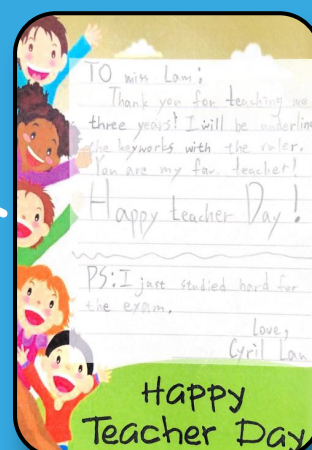 TO miss Lam:
Thank you for teaching me
three years! I will be underline
the keyworks with the ruler.
You are my fav. teacher!
Happy teacher Day!
PS: I just studied hard for
the exam.
Love,
Cyril Lau
Happy
Teacher Day